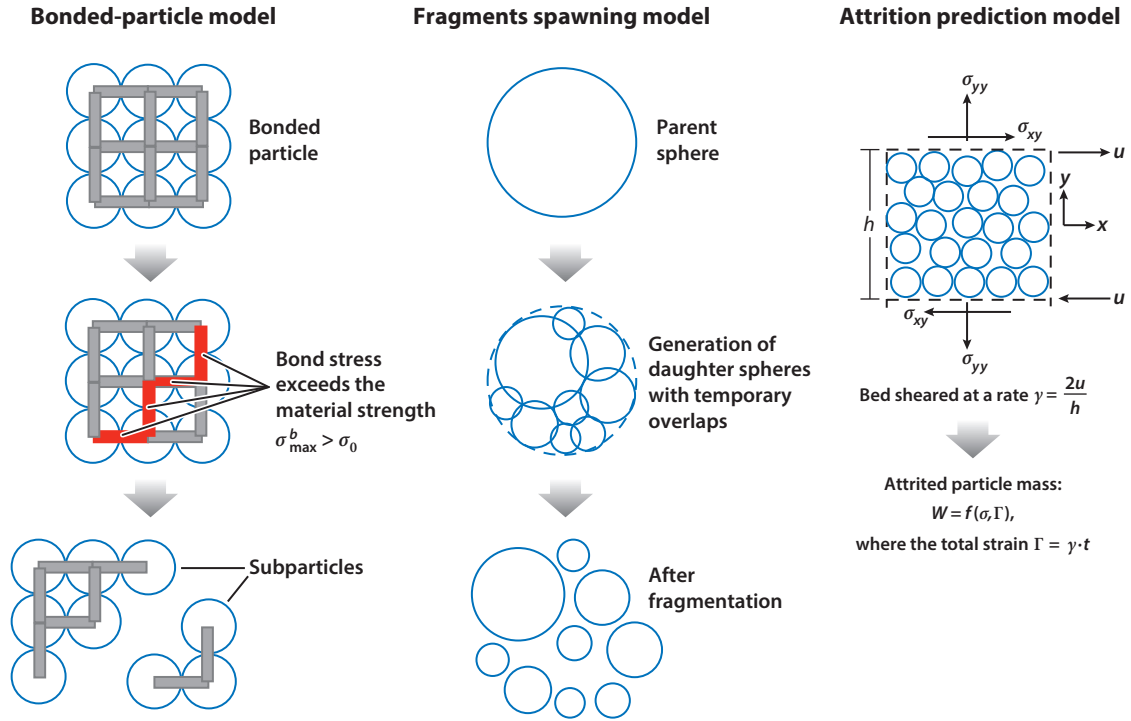 Bonded-particle model
Bonded
particle
Bond stress
exceeds the
material strength
σᵇmax > σ₀
Subparticles
Fragments spawning model
Parent
sphere
Generation of
daughter spheres
with temporary
overlaps
After
fragmentation
Attrition prediction model
σyy
σxy
u
y
x
h
u
σxy
σyy
Bed sheared at a rate γ = 2u/h
Attrited particle mass:
W = f(σ,Γ),
where the total strain Γ = γ·t